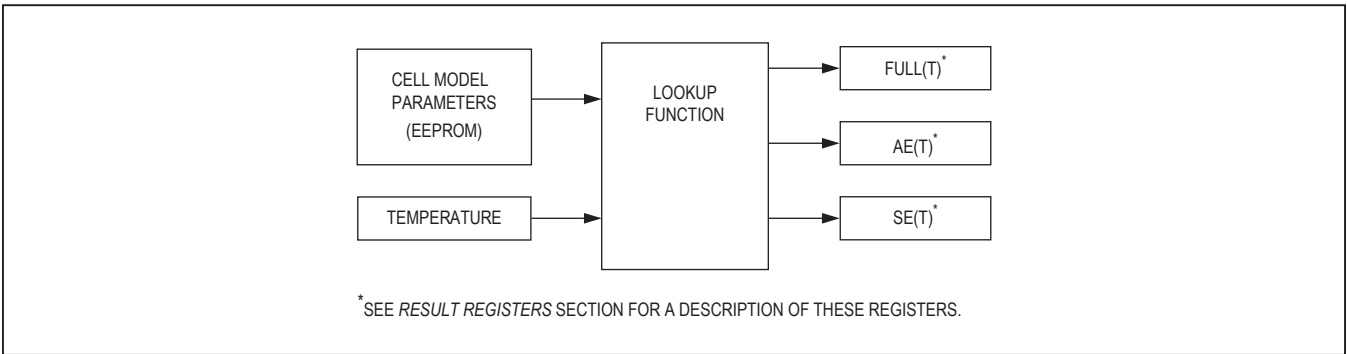 CELL MODEL
PARAMETERS
(EEPROM)
TEMPERATURE
LOOKUP
FUNCTION
FULL(T)*
AE(T)*
SE(T)*
*SEE RESULT REGISTERS SECTION FOR A DESCRIPTION OF THESE REGISTERS.